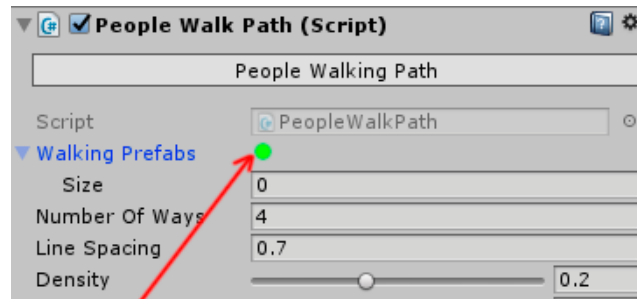 People Walk Path (Script)
People Walking Path
Script PeopleWalkPath
Walking Prefabs
Size 0
Number Of Ways 4
Line Spacing 0.7
Density 0.2